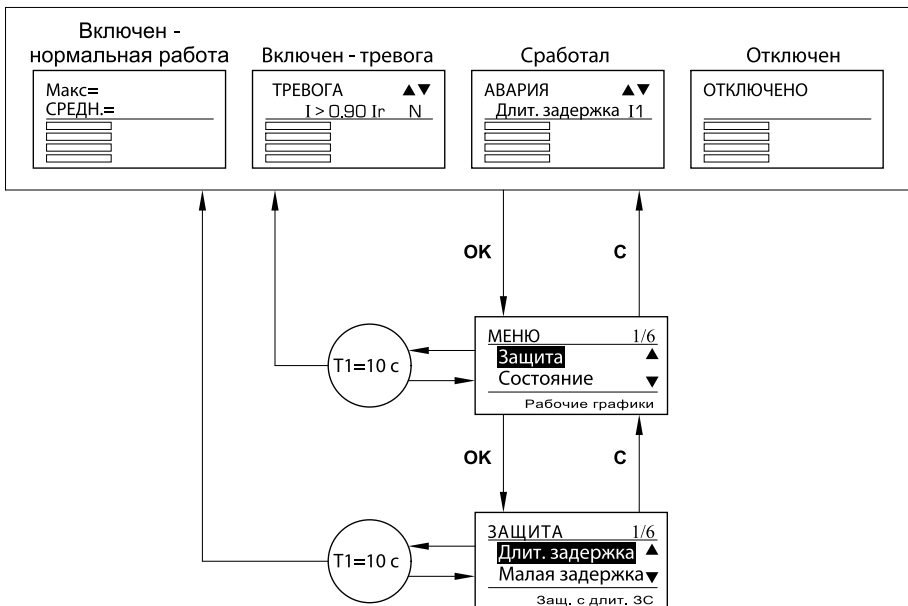 Включен -
нормальная работа
Включен - тревога
Сработал
Отключен
Макс=
СРЕДН.=
ТРЕВОГА ▲▼
I > 0,90 Ir N
АВАРИЯ ▲▼
Длит. задержка I1
ОТКЛЮЧЕНО
OK
C
МЕНЮ 1/6
Защита ▲
Состояние ▼
Рабочие графики
T1=10 с
OK
C
ЗАЩИТА 1/6
Длит. задержка ▲
Малая задержка ▼
Защ. с длит. ЗС
T1=10 с